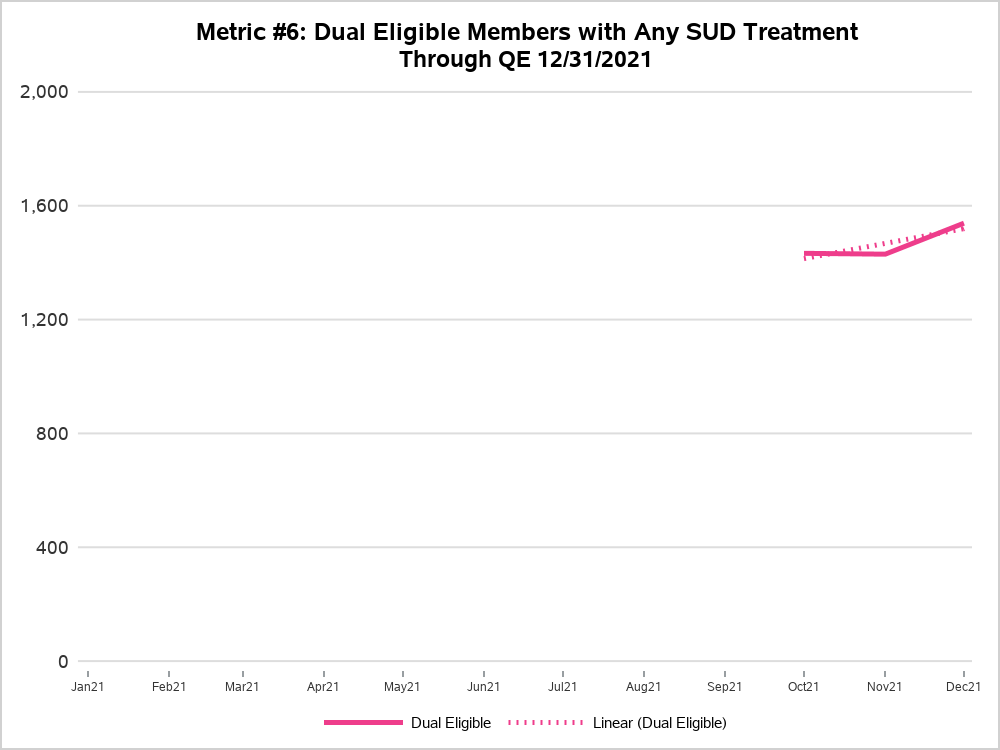 Metric #6: Dual Eligible Members with Any SUD Treatment
Through QE 12/31/2021
2,000
1,600
1,200
800
400
0
Jan21 Feb21 Mar21 Apr21 May21 Jun21 Jul21 Aug21 Sep21 Oct21 Nov21 Dec21
Dual Eligible Linear (Dual Eligible)